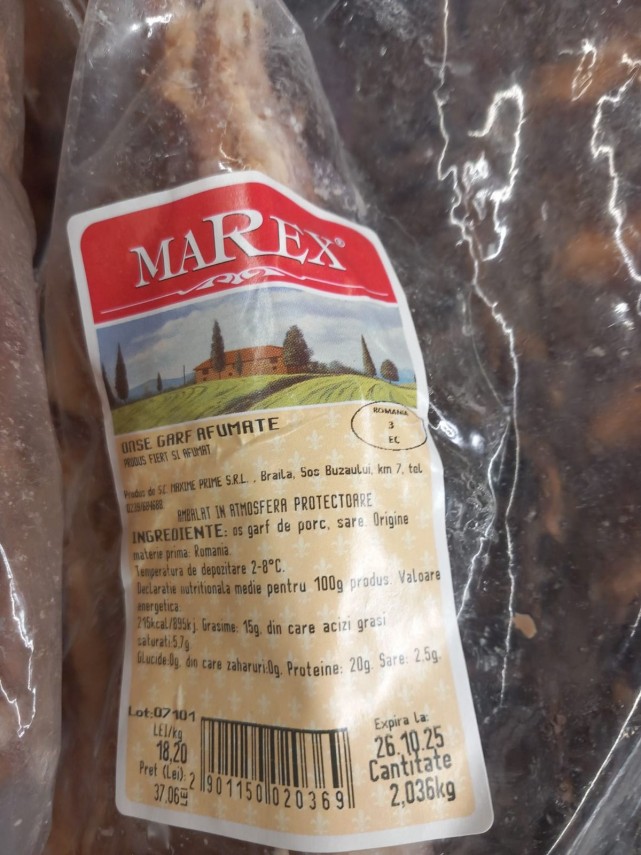 MAREX®
ROMANIA
3
EC
OASE GARF AFUMATE
PRODUS FIERT SI AFUMAT
Produs de S.C. MAXIME PRIME S.R.L. , Braila, Sos Buzaului, km 7, tel
AMBALAT IN ATMOSFERA PROTECTOARE
INGREDIENTE: os garf de porc, sare. Origine
materie prima: Romania.
Temperatura de depozitare 2-8°C.
Declaratie nutritionala medie pentru 100g produs. Valoare
energetica:
215kcal/895kj. Grasime: 15g, din care acizi grasi
saturati:5,7g.
Glucide:0g, din care zaharuri:0g. Proteine: 20g. Sare: 2,5g.
Lot:07101
LEI/kg
18,20
Pret (Lei):
37,06
2 901150 020369
Expira la:
26.10.25
Cantitate
2,036kg